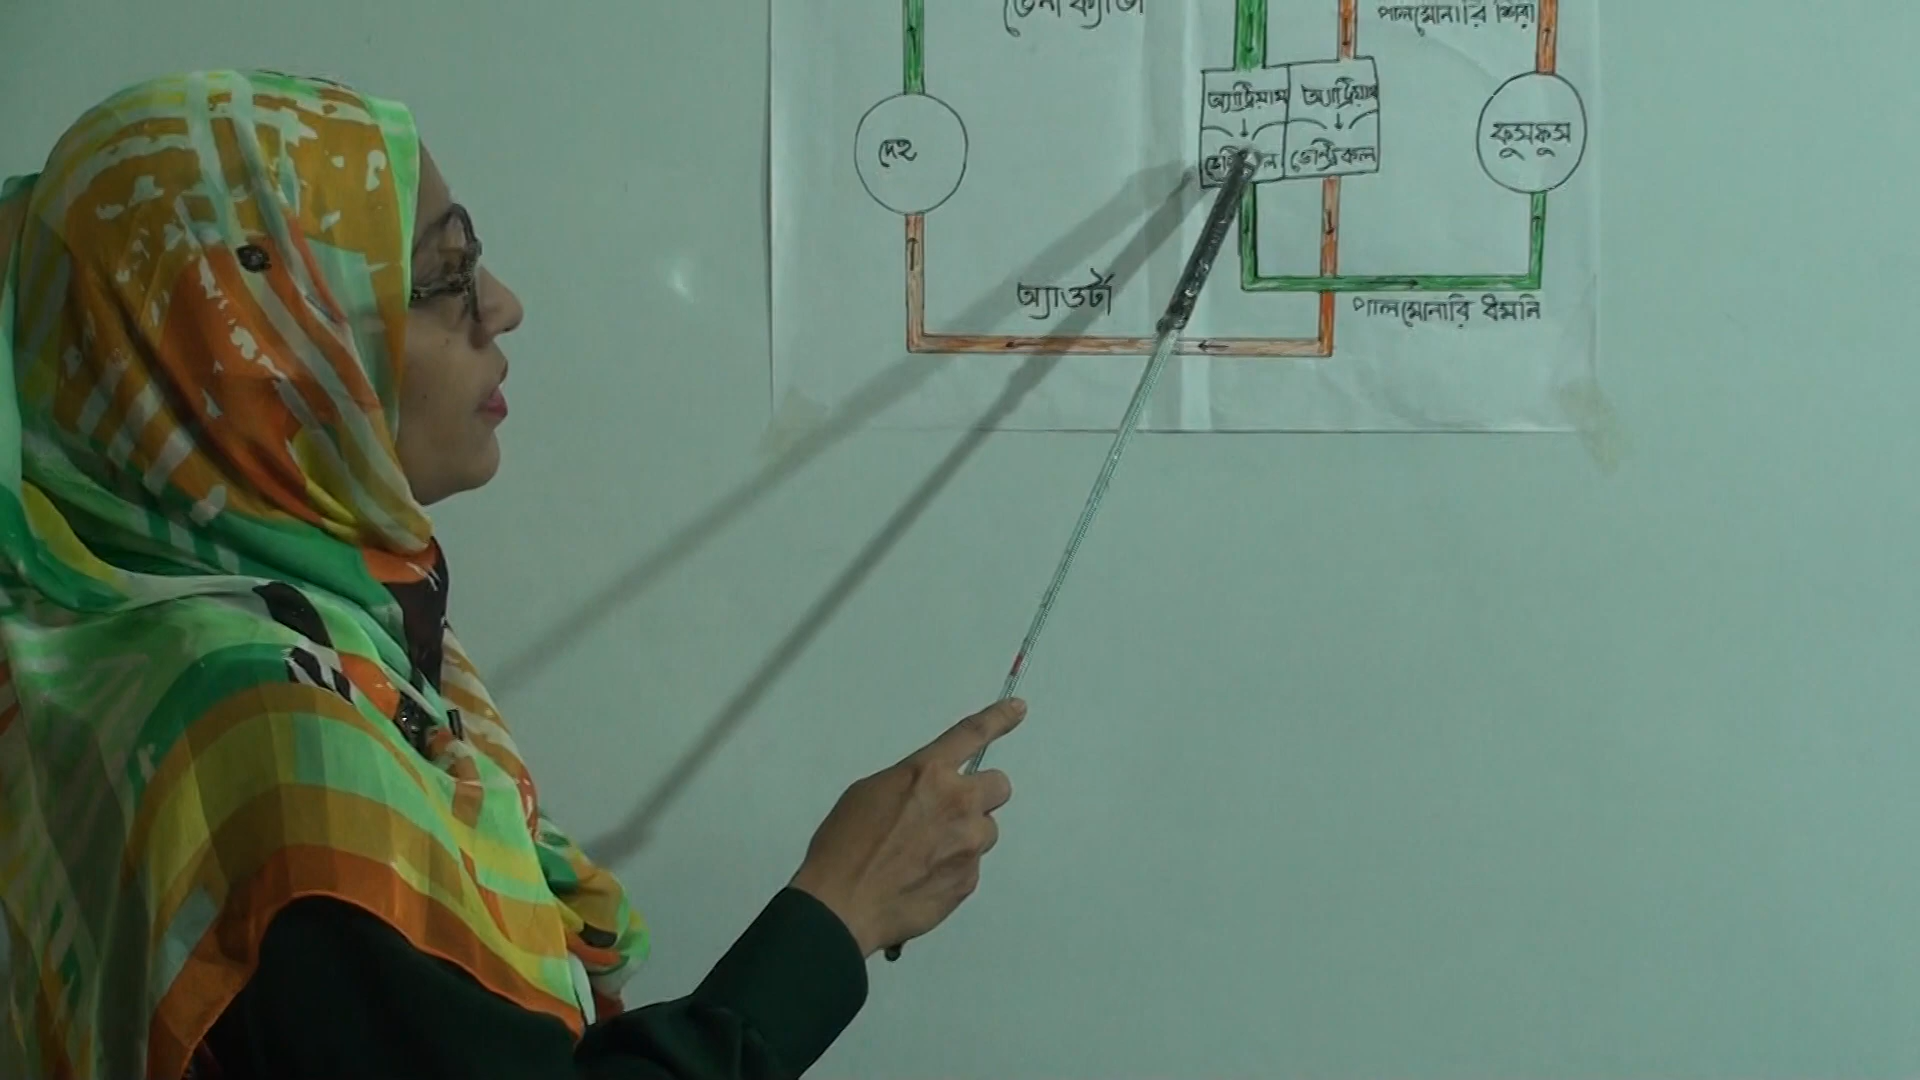 ভেনাক্যাভা
পালমোনারি শিরা
অ্যাট্রিয়াম অ্যাট্রিয়াম
দেহ
ফুসফুস
ভেন্ট্রিকল
অ্যাওর্টা
পালমোনারি ধমনি